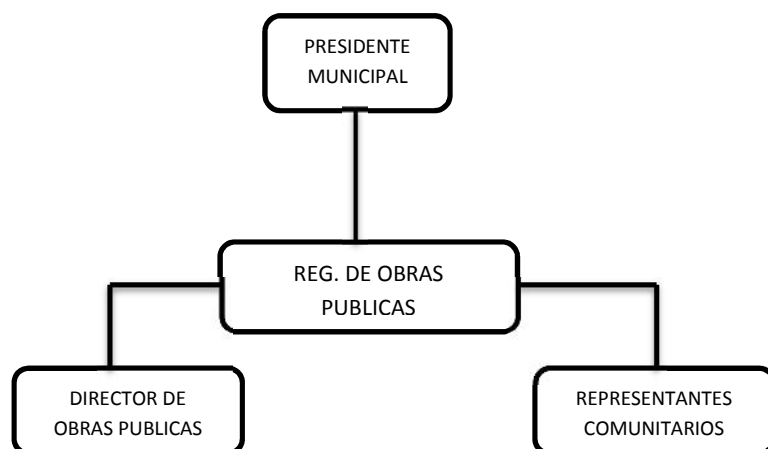 PRESIDENTE
MUNICIPAL
REG. DE OBRAS
PUBLICAS
DIRECTOR DE
OBRAS PUBLICAS
REPRESENTANTES
COMUNITARIOS